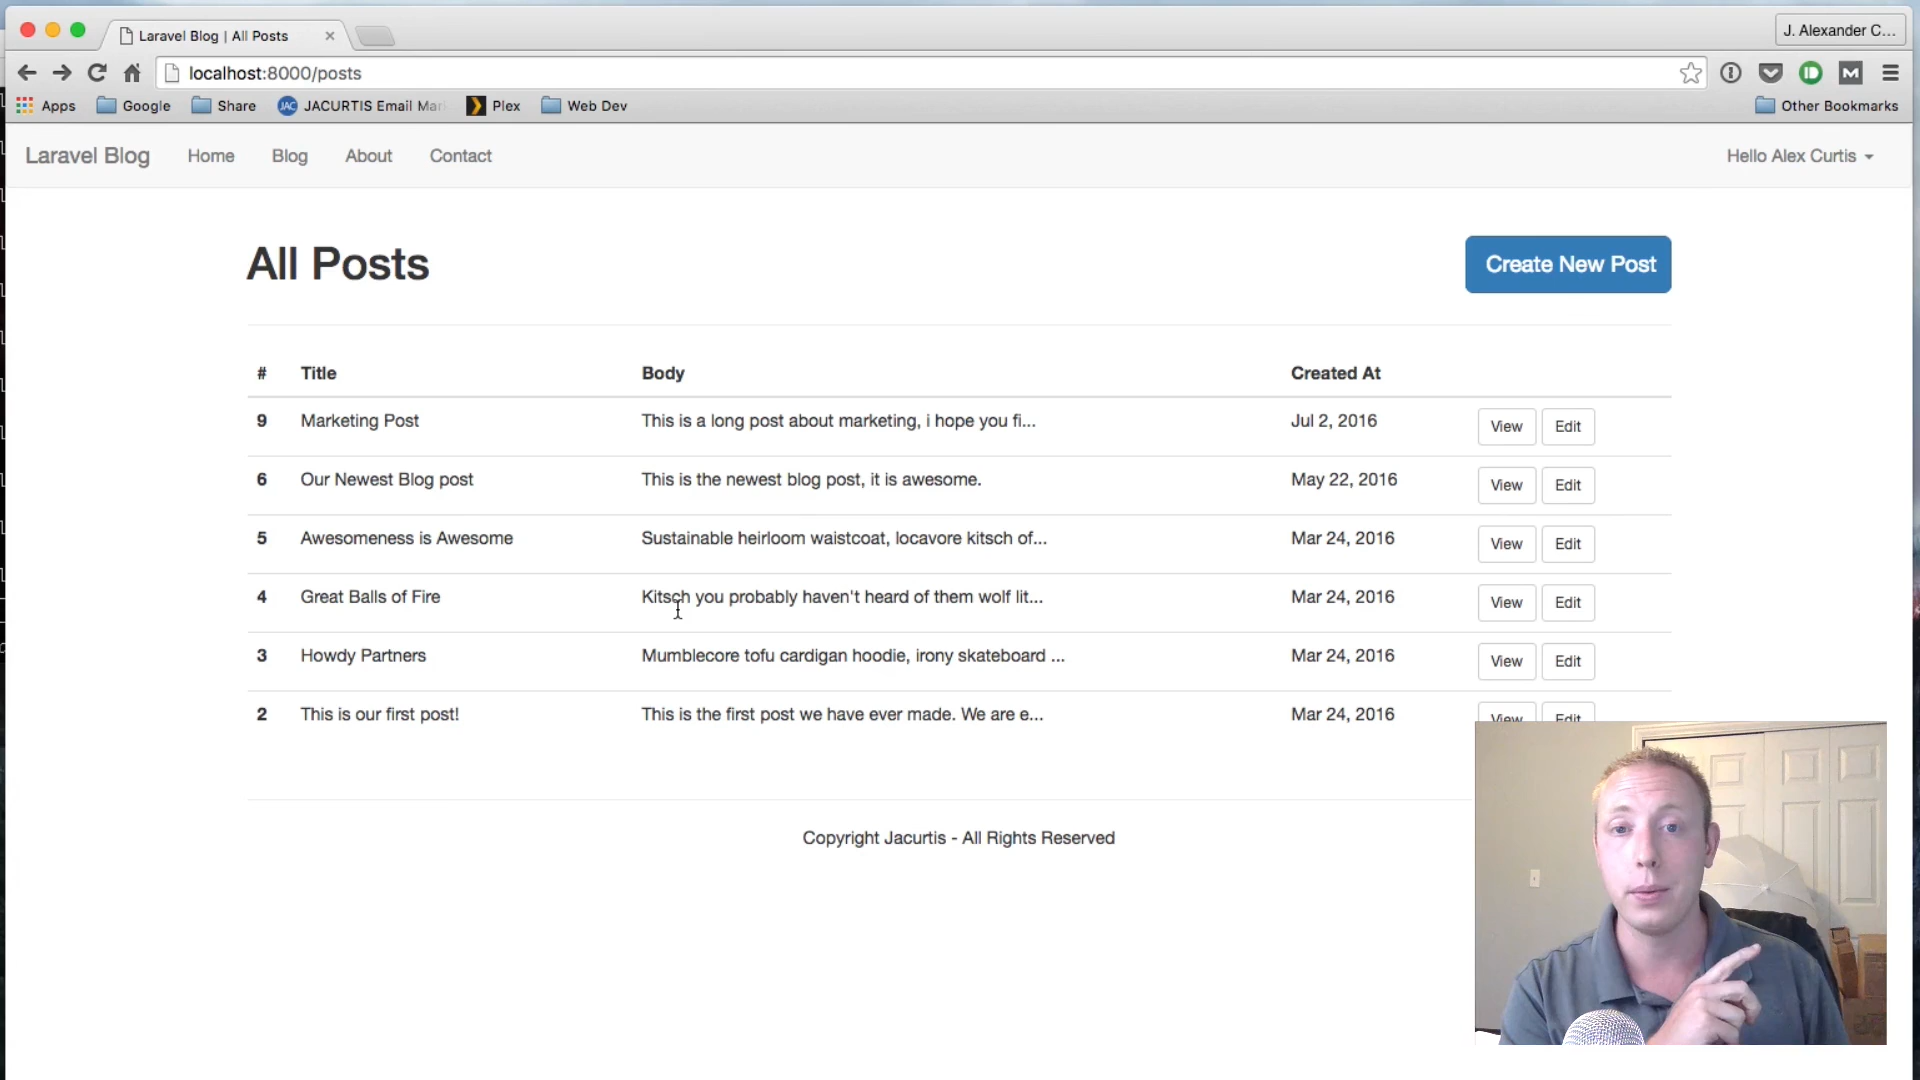 Laravel Blog | All Posts
J. Alexander C...
localhost:8000/posts
Apps Google Share JACURTIS Email Mar Plex Web Dev Other Bookmarks
Laravel Blog Home Blog About Contact Hello Alex Curtis
All Posts Create New Post
# Title Body Created At
9 Marketing Post This is a long post about marketing, i hope you fi... Jul 2, 2016 View Edit
6 Our Newest Blog post This is the newest blog post, it is awesome. May 22, 2016 View Edit
5 Awesomeness is Awesome Sustainable heirloom waistcoat, locavore kitsch of... Mar 24, 2016 View Edit
4 Great Balls of Fire Kitsch you probably haven't heard of them wolf lit... Mar 24, 2016 View Edit
3 Howdy Partners Mumblecore tofu cardigan hoodie, irony skateboard ... Mar 24, 2016 View Edit
2 This is our first post! This is the first post we have ever made. We are e... Mar 24, 2016 View Edit
Copyright Jacurtis - All Rights Reserved